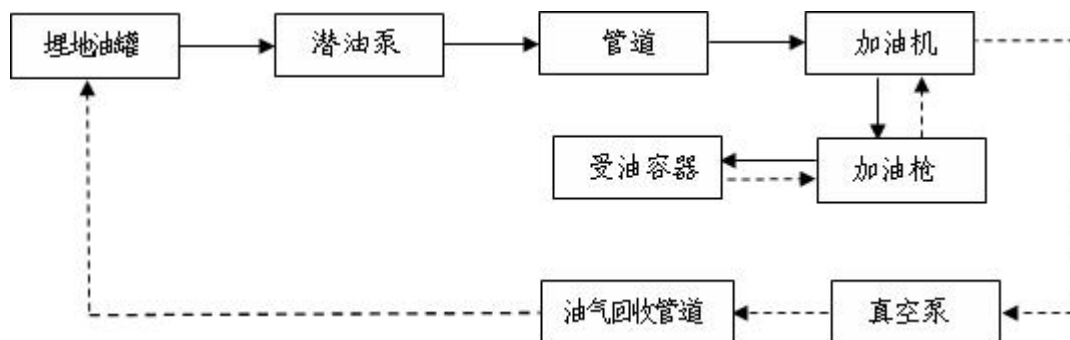 埋地油罐
潜油泵
管道
加油机
受油容器
加油枪
油气回收管道
真空泵